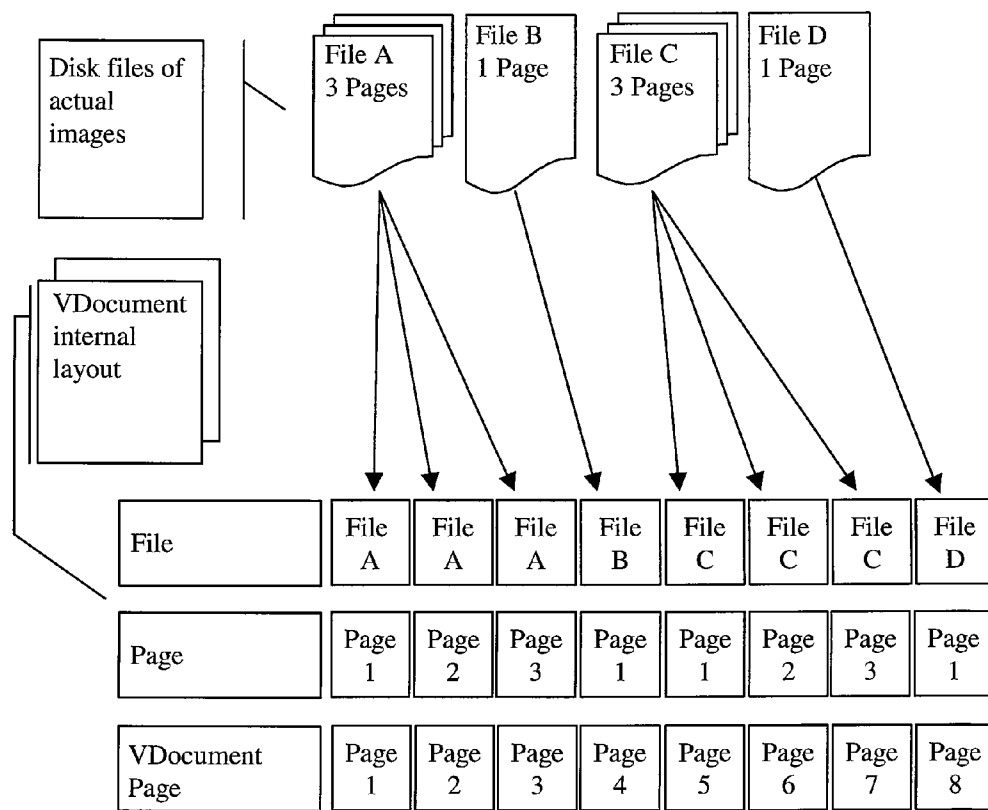 Disk files of
actual
images
File A
3 Pages
File B
1 Page
File C
3 Pages
File D
1 Page
VDocument
internal
layout
File
File
A
File
A
File
A
File
B
File
C
File
C
File
C
File
D
Page
Page
1
Page
2
Page
3
Page
1
Page
1
Page
2
Page
3
Page
1
VDocument
Page
Page
1
Page
2
Page
3
Page
4
Page
5
Page
6
Page
7
Page
8